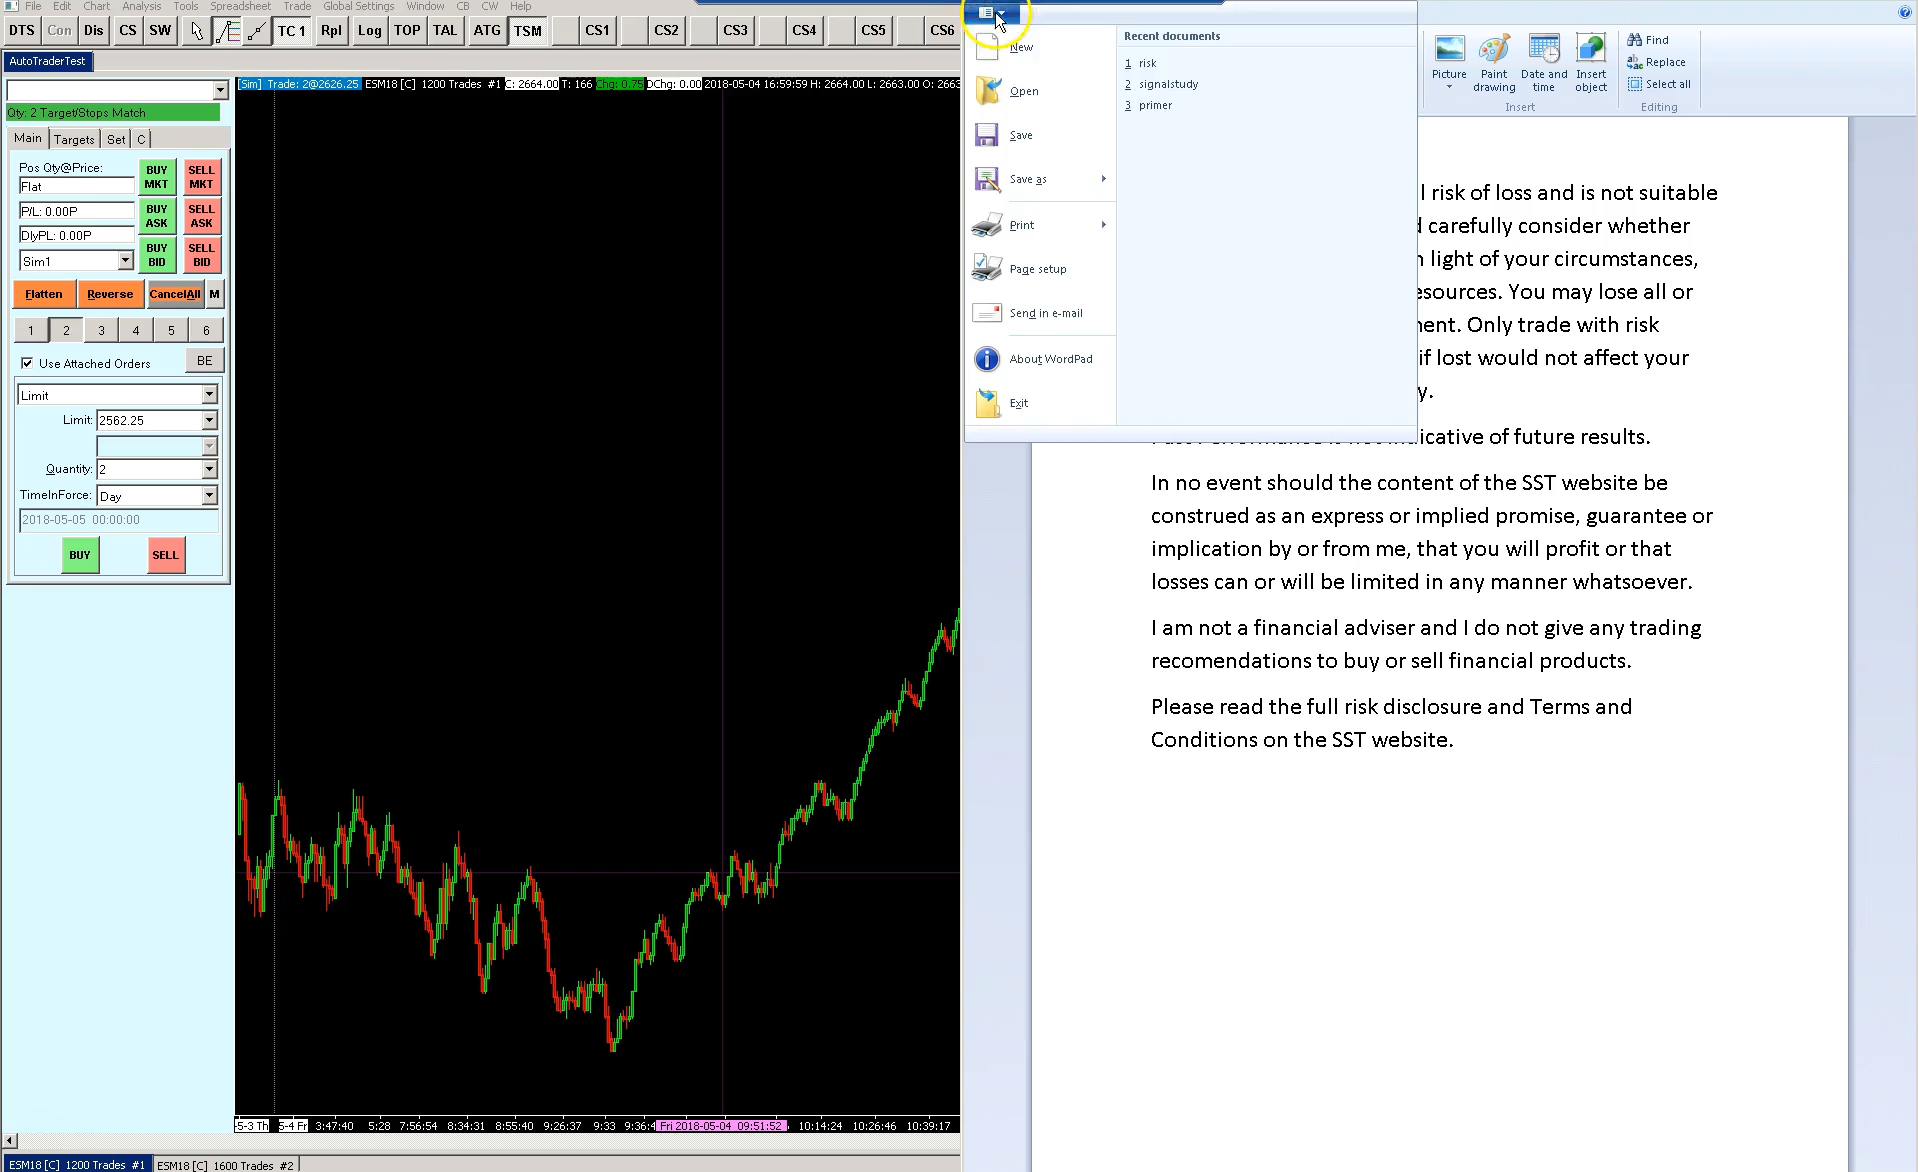 File Edit Chart Analysis Tools Spreadsheet Trade Global Settings Window CB CW Help
DTS Con Dis CS SW TC 1 Rpl Log TOP TAL ATG TSM CS1 CS2 CS3 CS4 CS5 CS6
AutoTraderTest
[Sim] Trade: 2@2626.25 ESM18 [C] 1200 Trades #1 C: 2664.00 T: 166 Chg: 0.75 DChg: 0.00 2018-05-04 16:59:59 H: 2664.00 L: 2663.00 O: 2663
Qty: 2 Target/Stops Match
Main Targets Set C
Pos Qty@Price:
Flat
P/L: 0.00P
DlyPL: 0.00P
Sim1
BUY MKT
SELL MKT
BUY ASK
SELL ASK
BUY BID
SELL BID
Flatten Reverse CancelAll M
1 2 3 4 5 6
Use Attached Orders BE
Limit
Limit: 2562.25
Quantity: 2
TimeInForce: Day
2018-05-05 00:00:00
BUY SELL
-5-3 Th 5-4 Fr 3:47:40 5:28 7:56:54 8:34:31 8:55:40 9:26:37 9:33 9:36:4 Fri 2018-05-04 09:51:52 10:14:24 10:26:46 10:39:17
ESM18 [C] 1200 Trades #1 ESM18 [C] 1600 Trades #2
New
Open
Save
Save as
Print
Page setup
Send in e-mail
About WordPad
Exit
Recent documents
1 risk
2 signalstudy
3 primer
Picture
Paint drawing
Date and time
Insert object
Insert
Find
Replace
Select all
Editing
l risk of loss and is not suitable
carefully consider whether
light of your circumstances,
esources. You may lose all or
ent. Only trade with risk
if lost would not affect your
y.
icative of future results.
In no event should the content of the SST website be
construed as an express or implied promise, guarantee or
implication by or from me, that you will profit or that
losses can or will be limited in any manner whatsoever.
I am not a financial adviser and I do not give any trading
recomendations to buy or sell financial products.
Please read the full risk disclosure and Terms and
Conditions on the SST website.